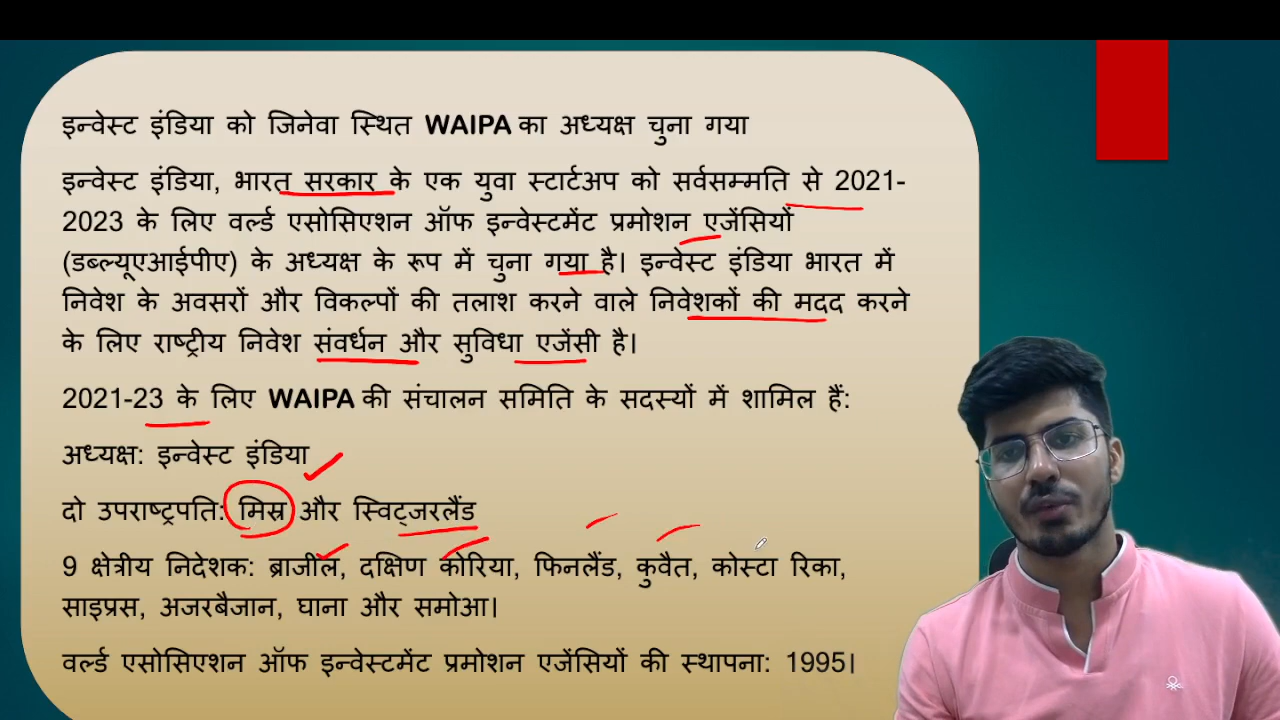 इन्वेस्ट इंडिया को जिनेवा स्थित WAIPA का अध्यक्ष चुना गया
इन्वेस्ट इंडिया, भारत सरकार के एक युवा स्टार्टअप को सर्वसम्मति से 2021-
2023 के लिए वर्ल्ड एसोसिएशन ऑफ इन्वेस्टमेंट प्रमोशन एजेंसियों
(डब्ल्यूएआईपीए) के अध्यक्ष के रूप में चुना गया है। इन्वेस्ट इंडिया भारत में
निवेश के अवसरों और विकल्पों की तलाश करने वाले निवेशकों की मदद करने
के लिए राष्ट्रीय निवेश संवर्धन और सुविधा एजेंसी है।
2021-23 के लिए WAIPA की संचालन समिति के सदस्यों में शामिल हैं:
अध्यक्ष: इन्वेस्ट इंडिया
दो उपराष्ट्रपति: मिस्र और स्विट्जरलैंड
9 क्षेत्रीय निदेशक: ब्राजील, दक्षिण कोरिया, फिनलैंड, कुवैत, कोस्टा रिका,
साइप्रस, अजरबैजान, घाना और समोआ।
वर्ल्ड एसोसिएशन ऑफ इन्वेस्टमेंट प्रमोशन एजेंसियों की स्थापना: 1995।